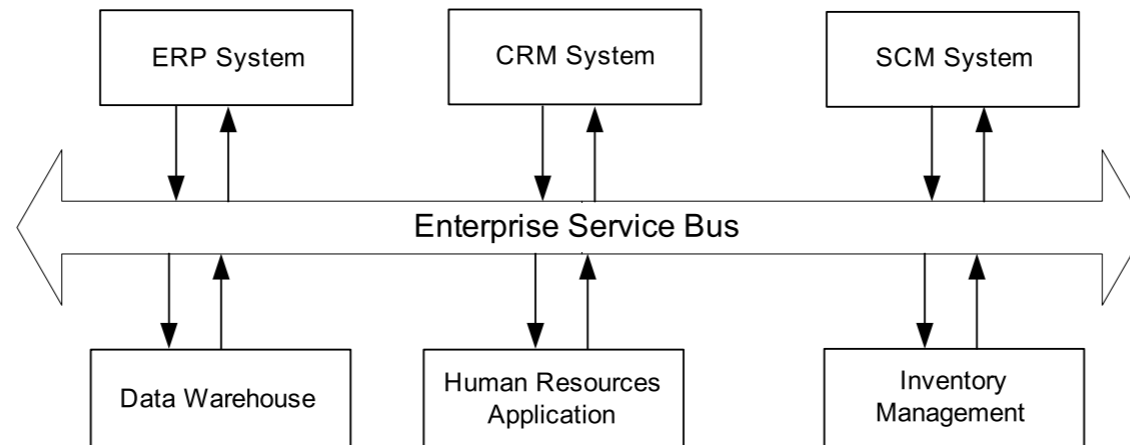 ERP System
CRM System
SCM System
Enterprise Service Bus
Data Warehouse
Human Resources
Application
Inventory
Management